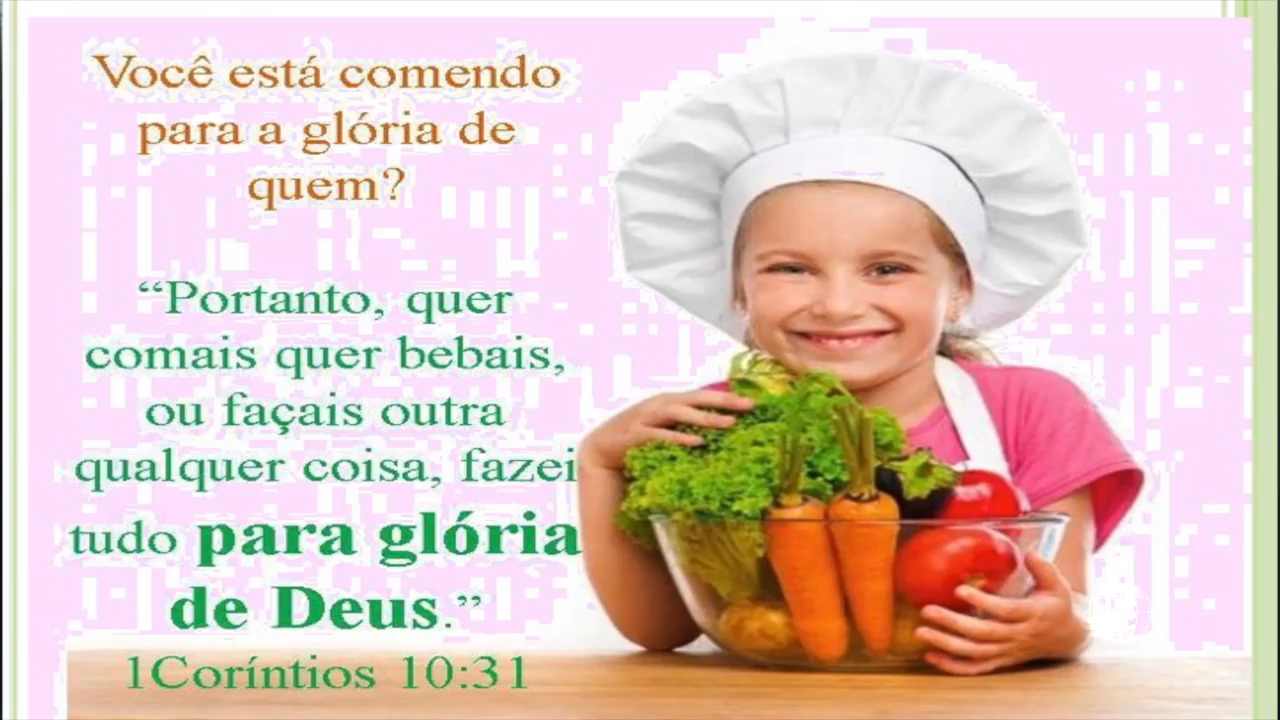 Você está comendo
para a glória de
quem?
“Portanto, quer
comais quer bebais,
ou façais outra
qualquer coisa, fazei
tudo para glória
de Deus.”
1Coríntios 10:31